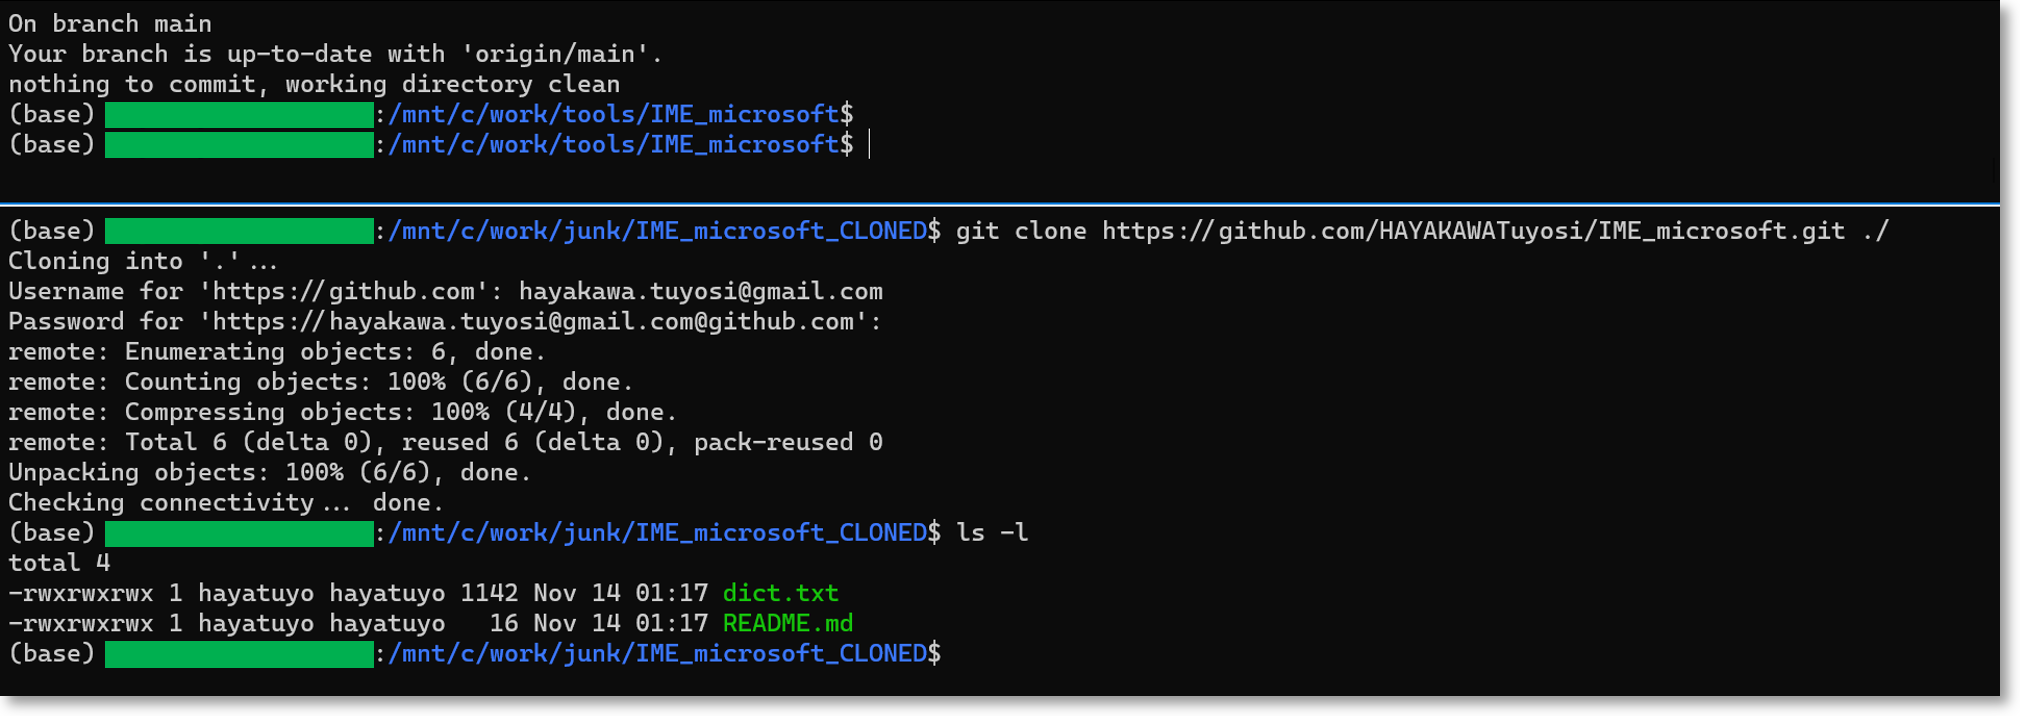 On branch main
Your branch is up-to-date with 'origin/main'.
nothing to commit, working directory clean
(base) :/mnt/c/work/tools/IME_microsoft$
(base) :/mnt/c/work/tools/IME_microsoft$
(base) :/mnt/c/work/junk/IME_microsoft_CLONED$ git clone https://github.com/HAYAKAWATuyosi/IME_microsoft.git ./
Cloning into '.'...
Username for 'https://github.com': hayakawa.tuyosi@gmail.com
Password for 'https://hayakawa.tuyosi@gmail.com@github.com':
remote: Enumerating objects: 6, done.
remote: Counting objects: 100% (6/6), done.
remote: Compressing objects: 100% (4/4), done.
remote: Total 6 (delta 0), reused 6 (delta 0), pack-reused 0
Unpacking objects: 100% (6/6), done.
Checking connectivity... done.
(base) :/mnt/c/work/junk/IME_microsoft_CLONED$ ls -l
total 4
-rwxrwxrwx 1 hayatuyo hayatuyo 1142 Nov 14 01:17 dict.txt
-rwxrwxrwx 1 hayatuyo hayatuyo   16 Nov 14 01:17 README.md
(base) :/mnt/c/work/junk/IME_microsoft_CLONED$